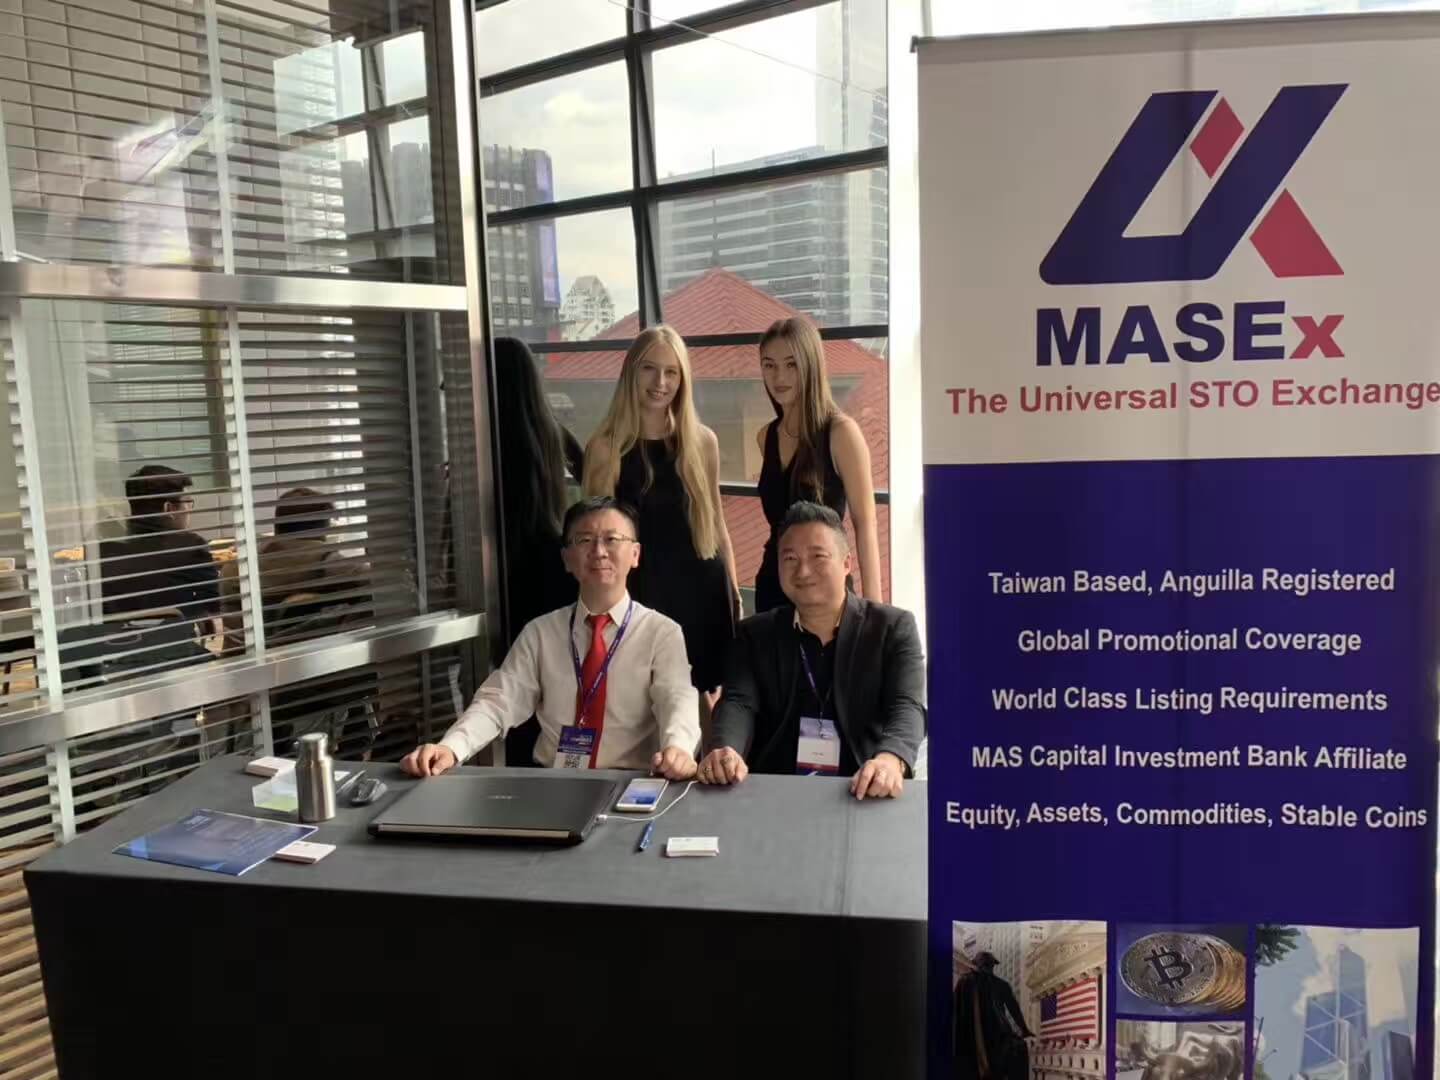 MASEx
The Universal STO Exchange
Taiwan Based, Anguilla Registered
Global Promotional Coverage
World Class Listing Requirements
MAS Capital Investment Bank Affiliate
Equity, Assets, Commodities, Stable Coins